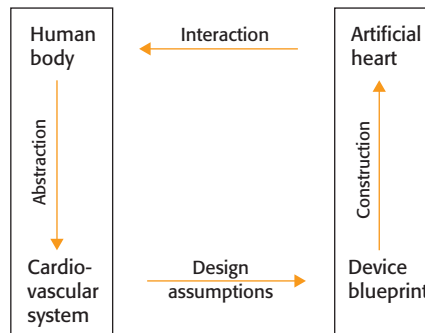 Human
body
Interaction
Artificial
heart
Abstraction
Construction
Cardio-
vascular
system
Design
assumptions
Device
blueprint